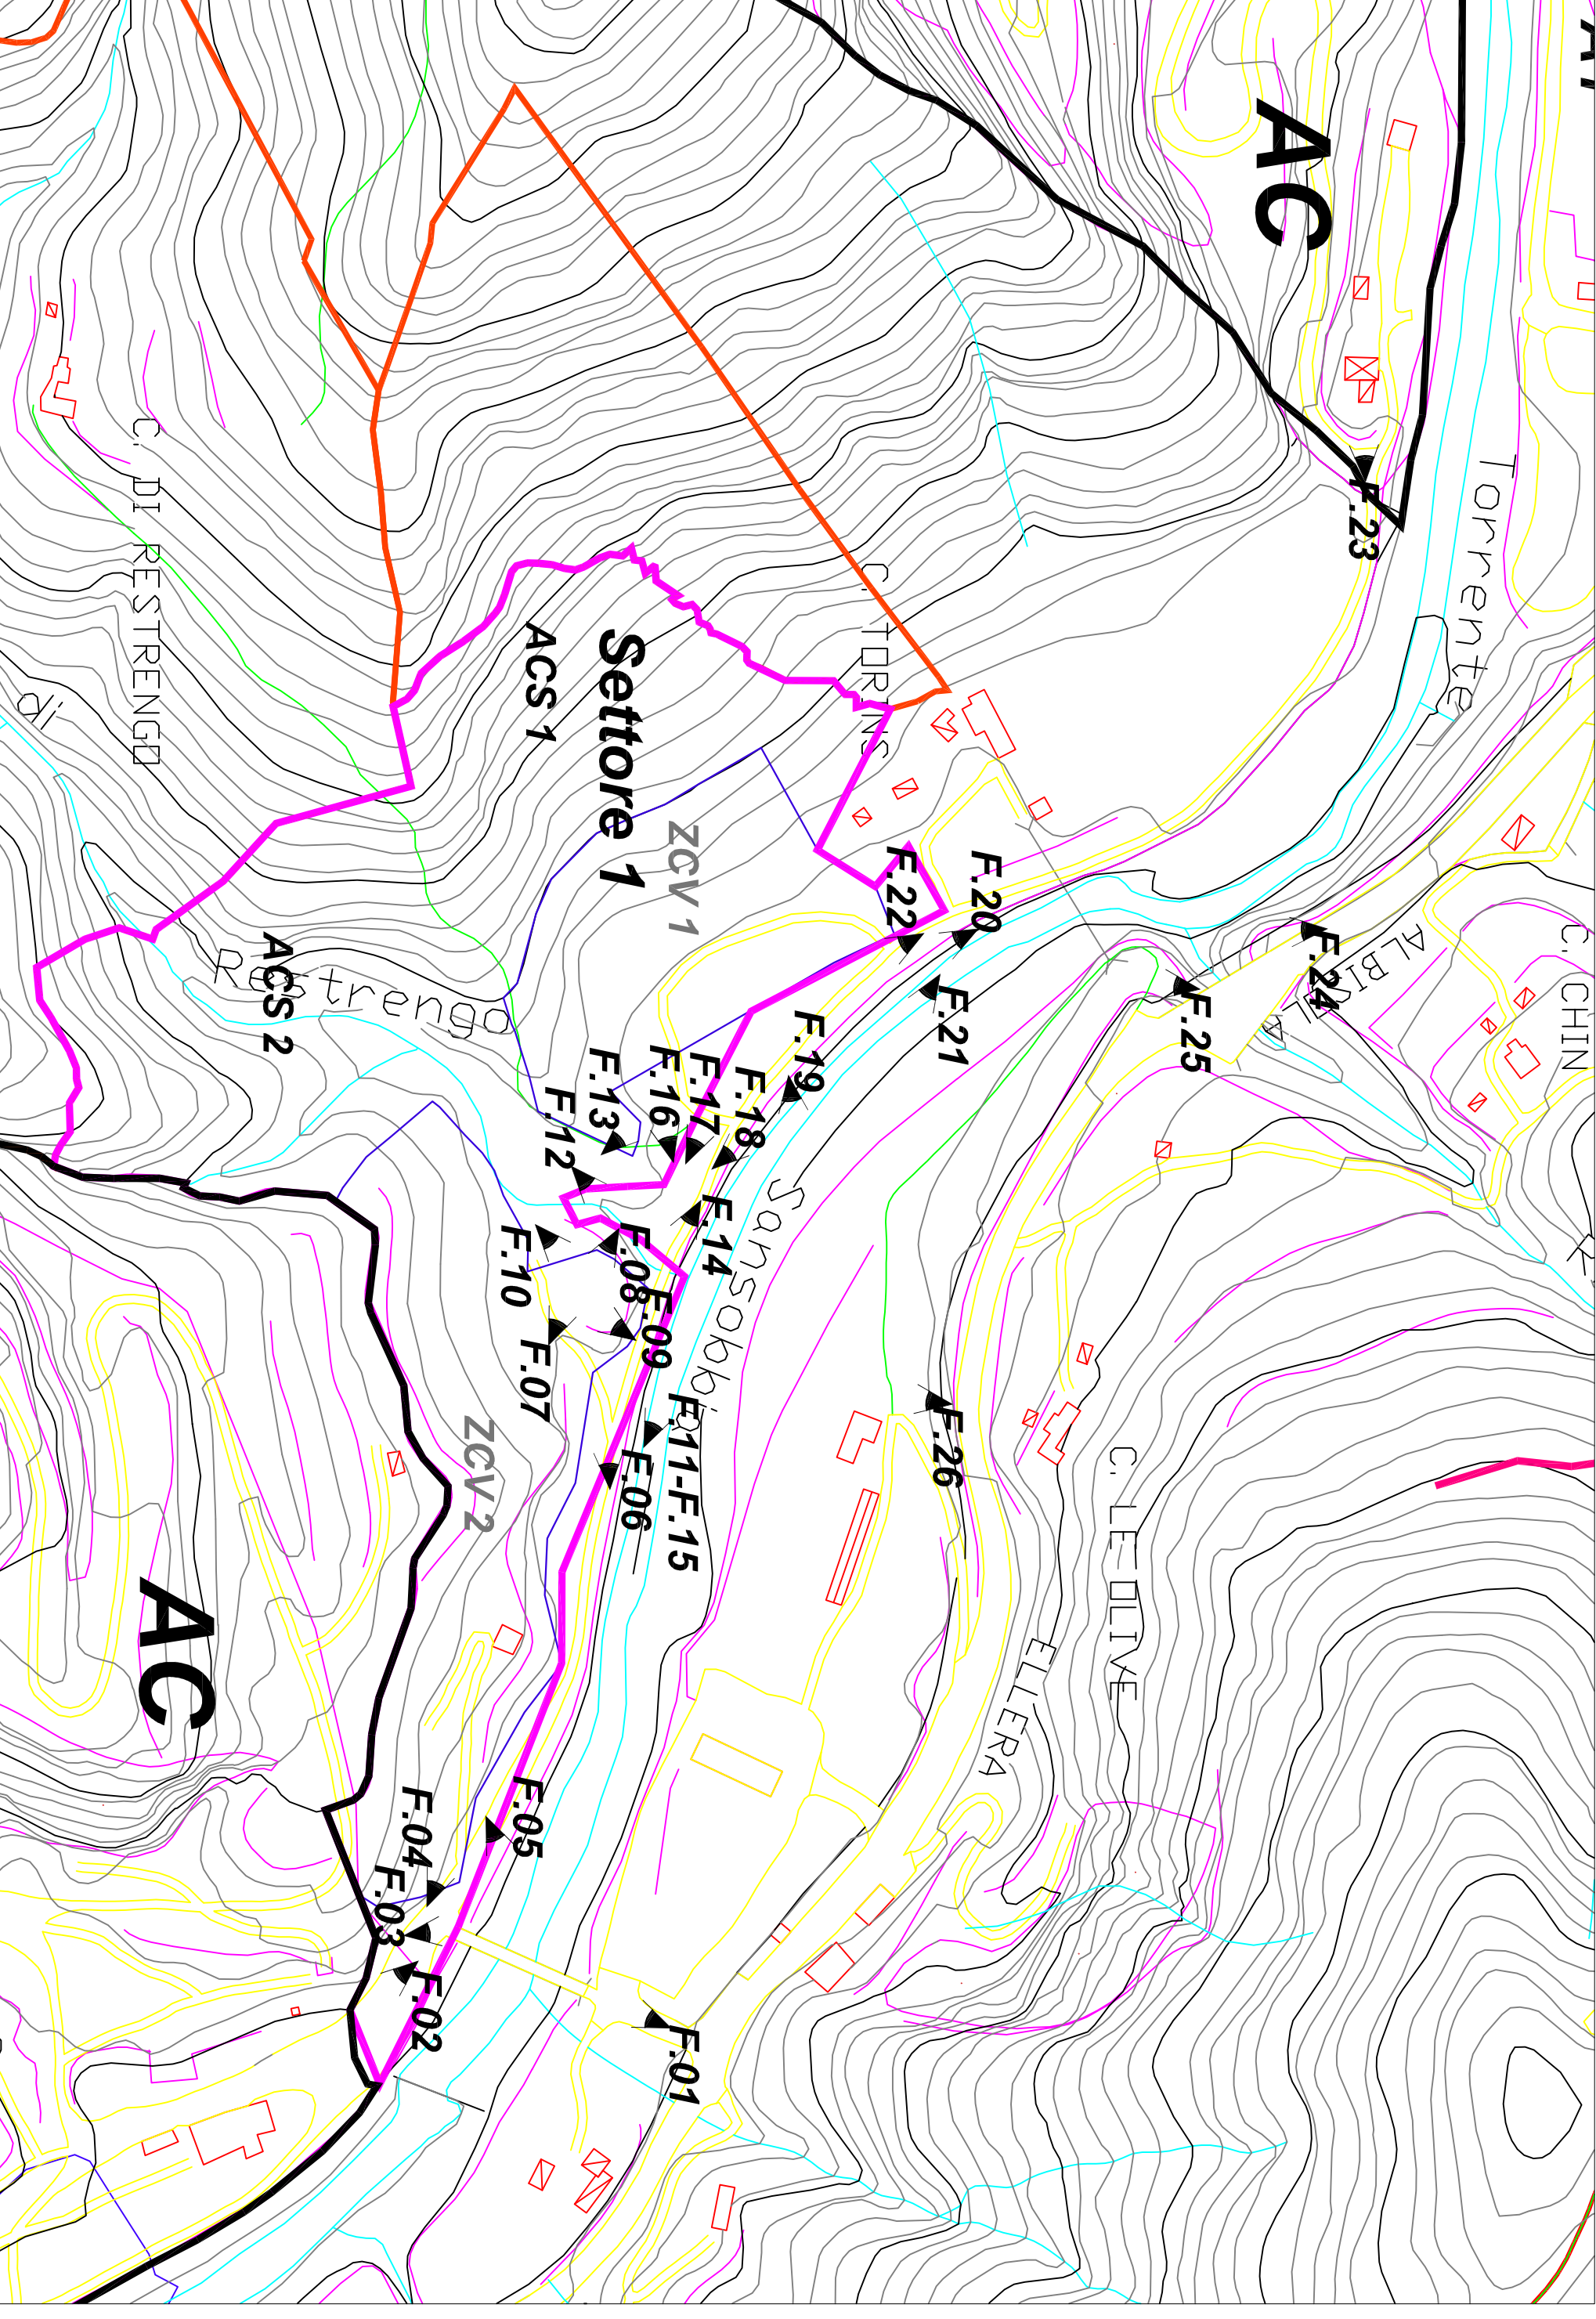 AC
F.23
Torrente
C. TORINS
C. DI RESTRENGO
ACS 1
Settore 1
ZCV 1
F.22
F.20
F.24
ALBISOLA
C. CHIN
F.25
F.21
F.19
F.18
F.17
F.16
F.13
F.12
ACS 2
Restrengo
di
Sansobbia
F.14
F.08
F.09
F.10
F.07
F.11-F.15
F.06
F.26
ZCV 2
C. LE OLIVE
ELLERA
AC
F.05
F.04
F.03
F.02
F.01